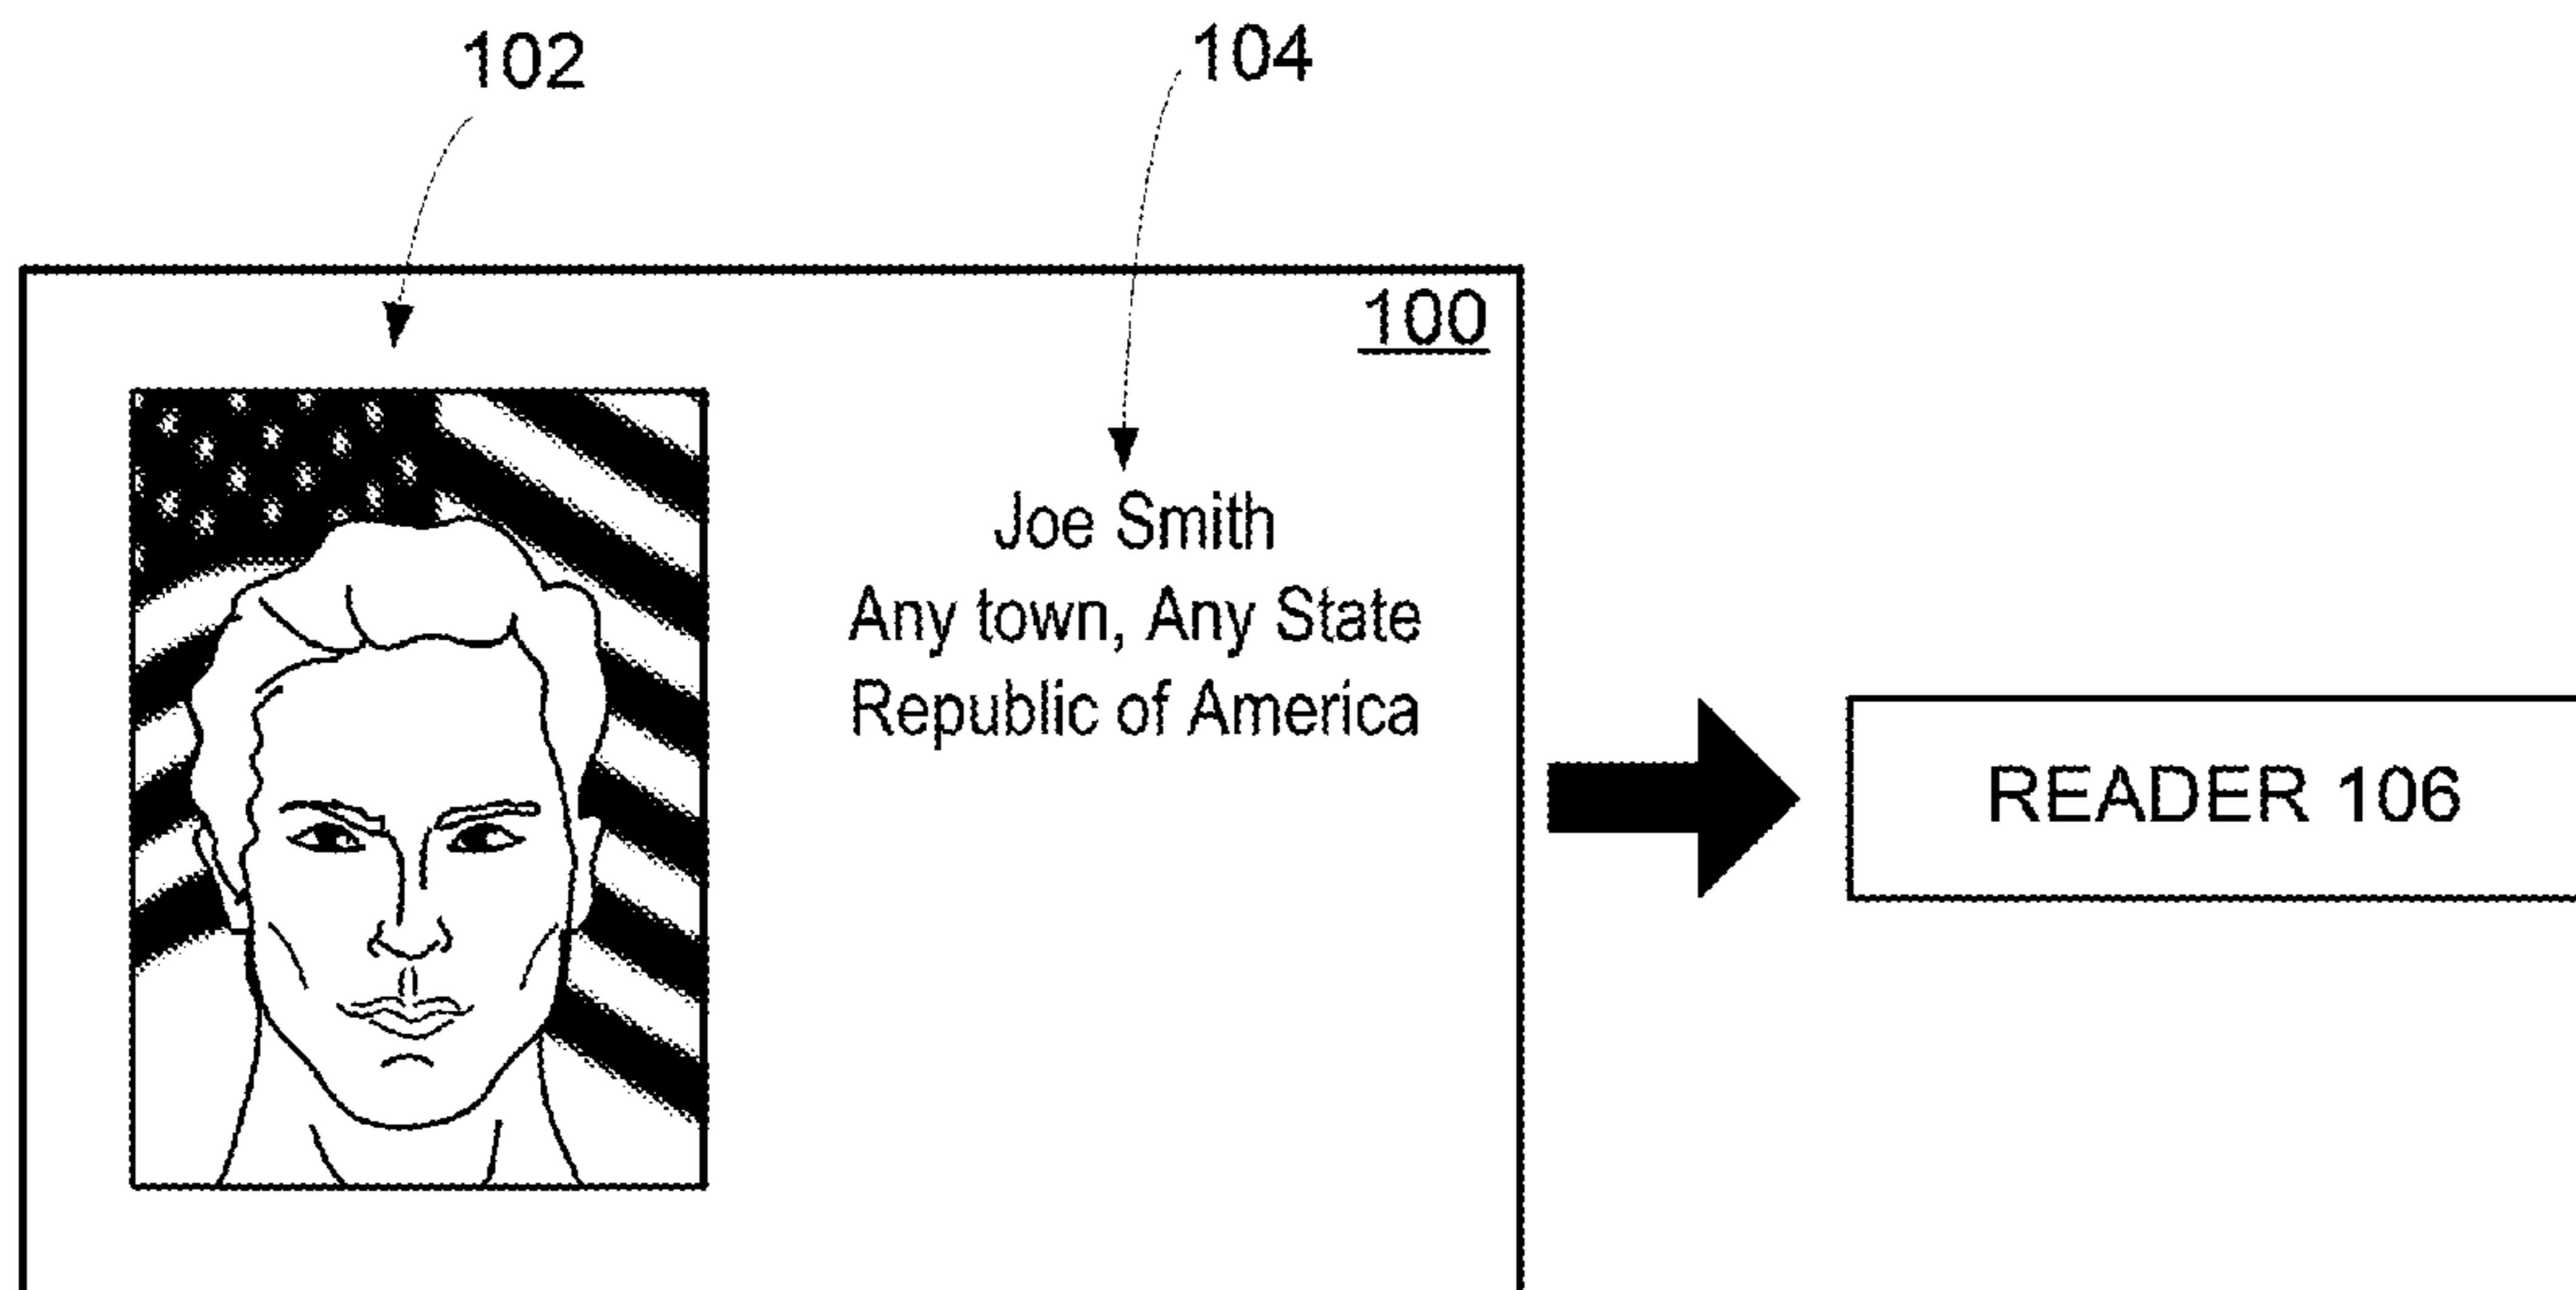 102
104
100
Joe Smith
Any town, Any State
Republic of America
READER 106